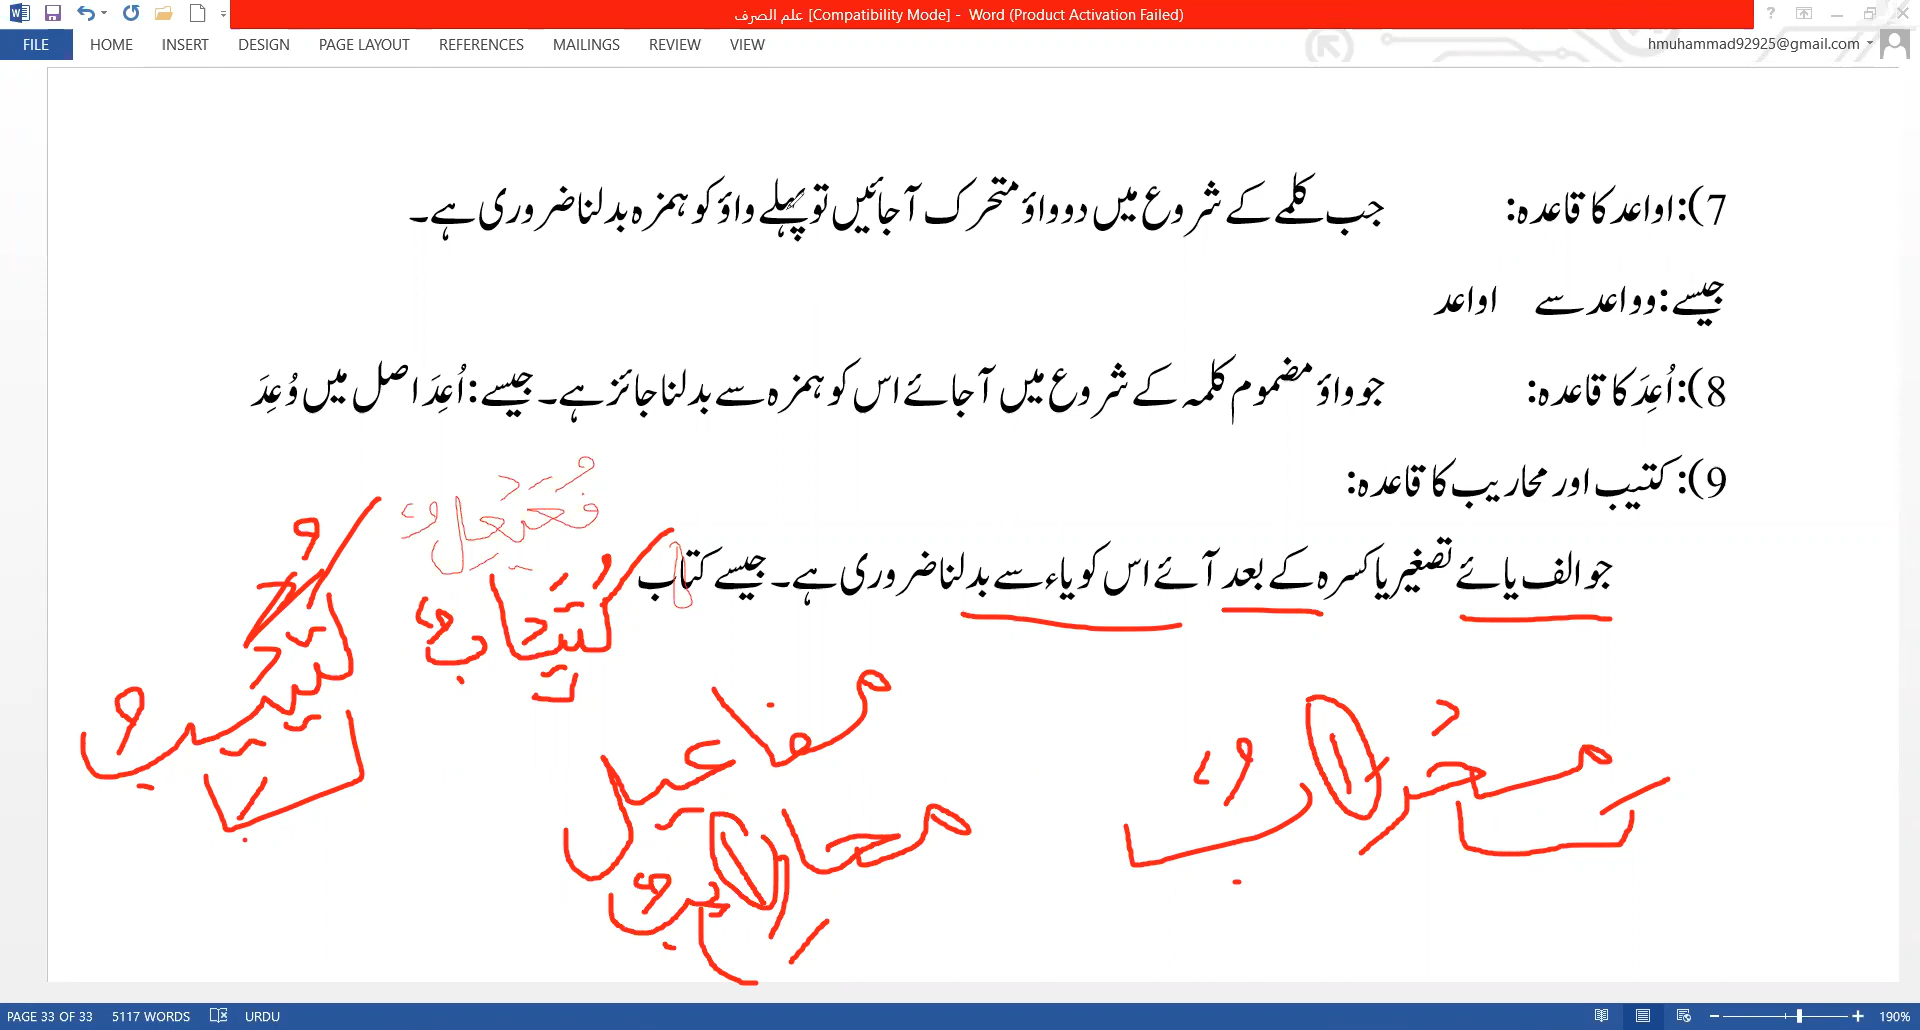 علم الصرف [Compatibility Mode] - Word (Product Activation Failed)
FILE HOME INSERT DESIGN PAGE LAYOUT REFERENCES MAILINGS REVIEW VIEW
hmuhammad92925@gmail.com
7): اواعد کا قاعدہ: جب کلمے کے شروع میں دو واؤ متحرک آجائیں تو پہلے واؤ کو ہمزہ بدلنا ضروری ہے۔
جیسے: وواعد سے اواعد
8): اُعِدَ کا قاعدہ: جو واؤ مضموم کلمہ کے شروع میں آجائے اس کو ہمزہ سے بدلنا جائز ہے۔ جیسے: اُعِدَ اصل میں وُعِدَ
9): کتیب اور محاریب کا قاعدہ:
جو الف یائے تصغیر یا کسرہ کے بعد آئے اس کو یاء سے بدلنا ضروری ہے۔ جیسے کتاب
فُعَیْعِلٌ
کُتَیْابٌ
مفاعیل
محراب
PAGE 33 OF 33 5117 WORDS URDU
190%